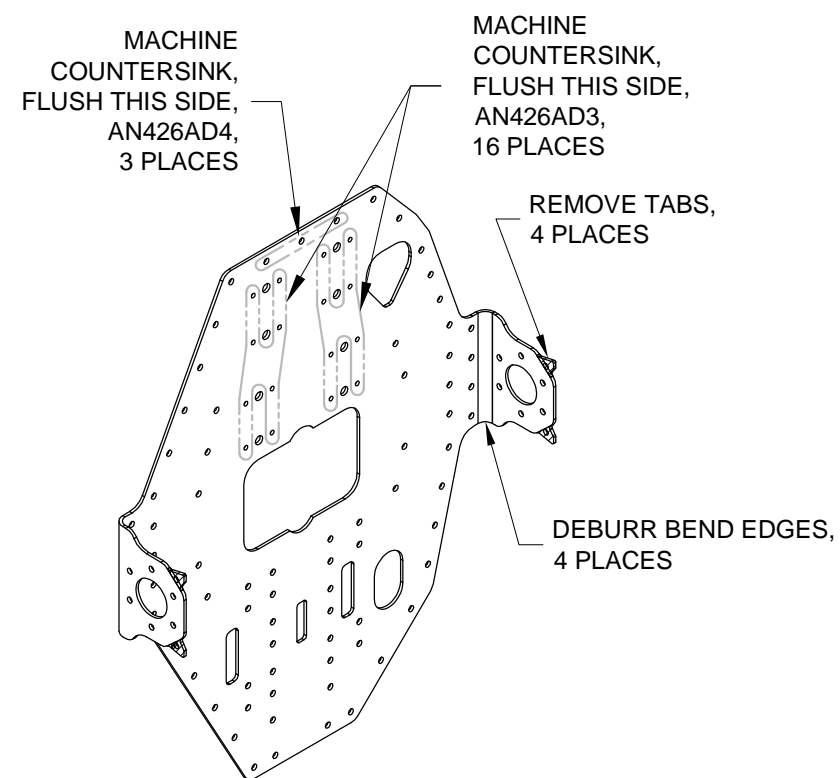 MACHINE
COUNTERSINK,
FLUSH THIS SIDE,
AN426AD4,
3 PLACES
MACHINE
COUNTERSINK,
FLUSH THIS SIDE,
AN426AD3,
16 PLACES
REMOVE TABS,
4 PLACES
DEBURR BEND EDGES,
4 PLACES